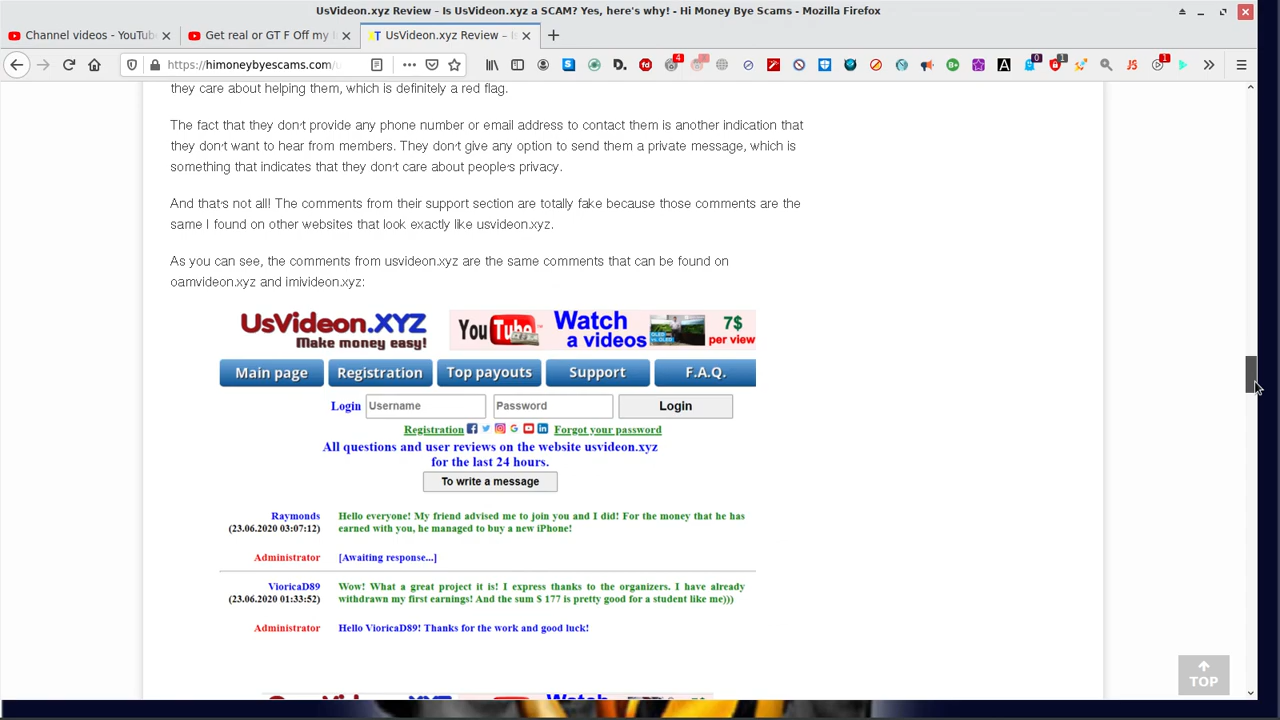 UsVideon.xyz Review - Is UsVideon.xyz a SCAM? Yes, here's why! - Hi Money Bye Scams - Mozilla Firefox
Channel videos - YouTube
Get real or GT F Off my l
UsVideon.xyz Review – Is
https://himoneybyescams.com/u
they care about helping them, which is definitely a red flag.
The fact that they don't provide any phone number or email address to contact them is another indication that
they don't want to hear from members. They don't give any option to send them a private message, which is
something that indicates that they don't care about people's privacy.
And that's not all! The comments from their support section are totally fake because those comments are the
same I found on other websites that look exactly like usvideon.xyz.
As you can see, the comments from usvideon.xyz are the same comments that can be found on
oamvideon.xyz and imivideon.xyz:
UsVideon.XYZ
Make money easy!
YouTube
Watch
a videos
7$
per view
Main page Registration Top payouts Support F.A.Q.
Login Username Password Login
Registration Forgot your password
All questions and user reviews on the website usvideon.xyz
for the last 24 hours.
To write a message
Raymonds
(23.06.2020 03:07:12)
Hello everyone! My friend advised me to join you and I did! For the money that he has
earned with you, he managed to buy a new iPhone!
Administrator
[Awaiting response...]
VioricaD89
(23.06.2020 01:33:52)
Wow! What a great project it is! I express thanks to the organizers. I have already
withdrawn my first earnings! And the sum $ 177 is pretty good for a student like me)))
Administrator
Hello VioricaD89! Thanks for the work and good luck!
TOP